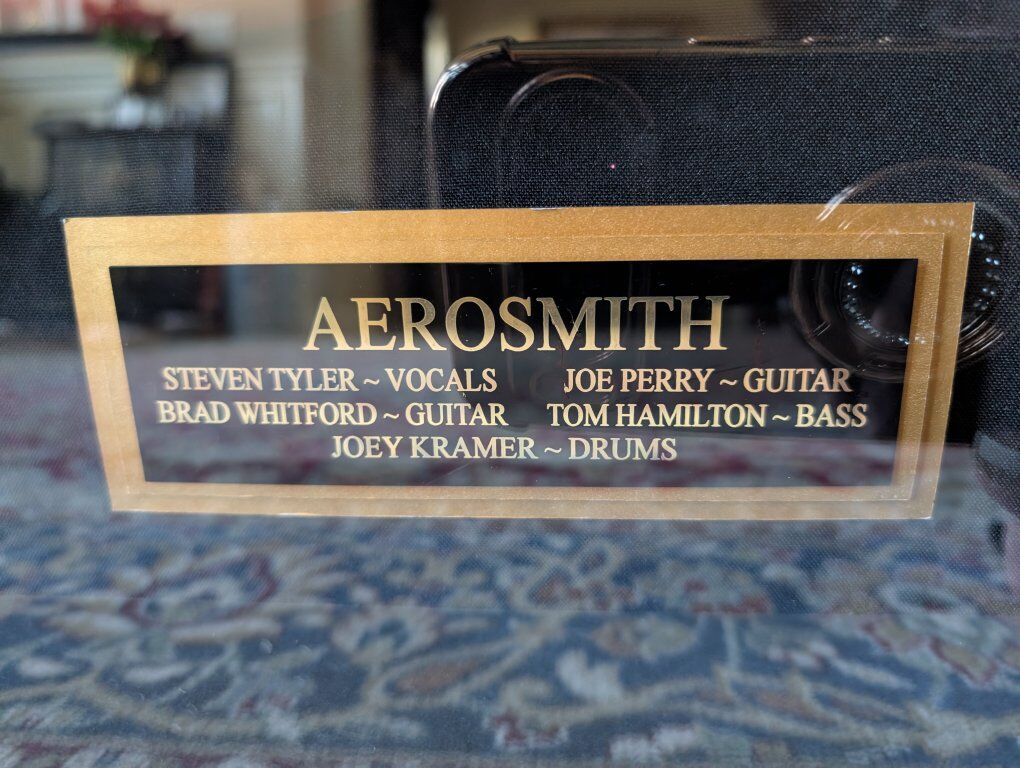 AEROSMITH
STEVEN TYLER ~ VOCALS JOE PERRY ~ GUITAR
BRAD WHITFORD ~ GUITAR TOM HAMILTON ~ BASS
JOEY KRAMER ~ DRUMS